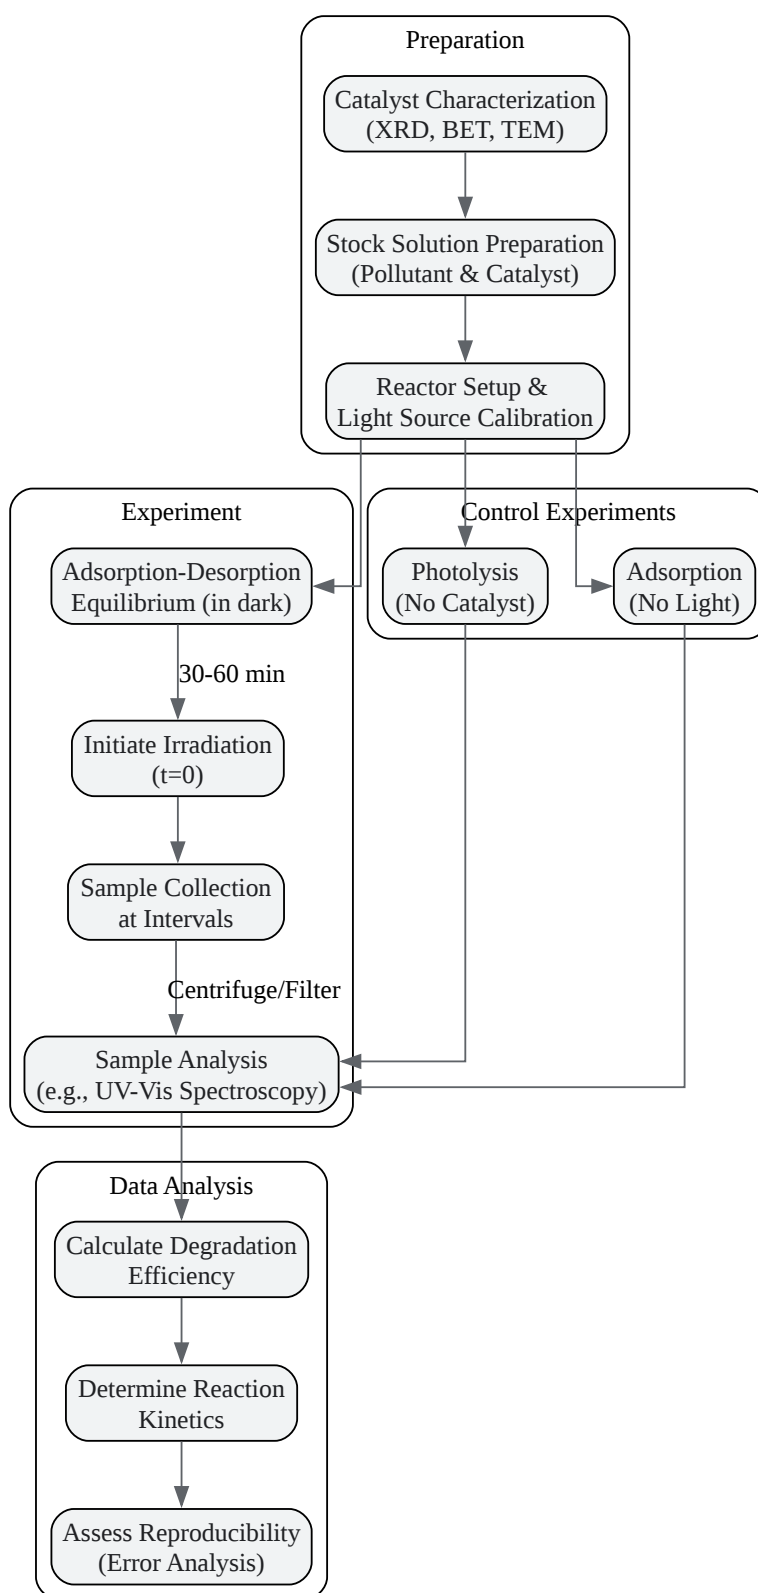 Preparation
Catalyst Characterization
(XRD, BET, TEM)
Stock Solution Preparation
(Pollutant & Catalyst)
Reactor Setup &
Light Source Calibration
Experiment
Adsorption-Desorption
Equilibrium (in dark)
30-60 min
Initiate Irradiation
(t=0)
Sample Collection
at Intervals
Centrifuge/Filter
Sample Analysis
(e.g., UV-Vis Spectroscopy)
Control Experiments
Photolysis
(No Catalyst)
Adsorption
(No Light)
Data Analysis
Calculate Degradation
Efficiency
Determine Reaction
Kinetics
Assess Reproducibility
(Error Analysis)